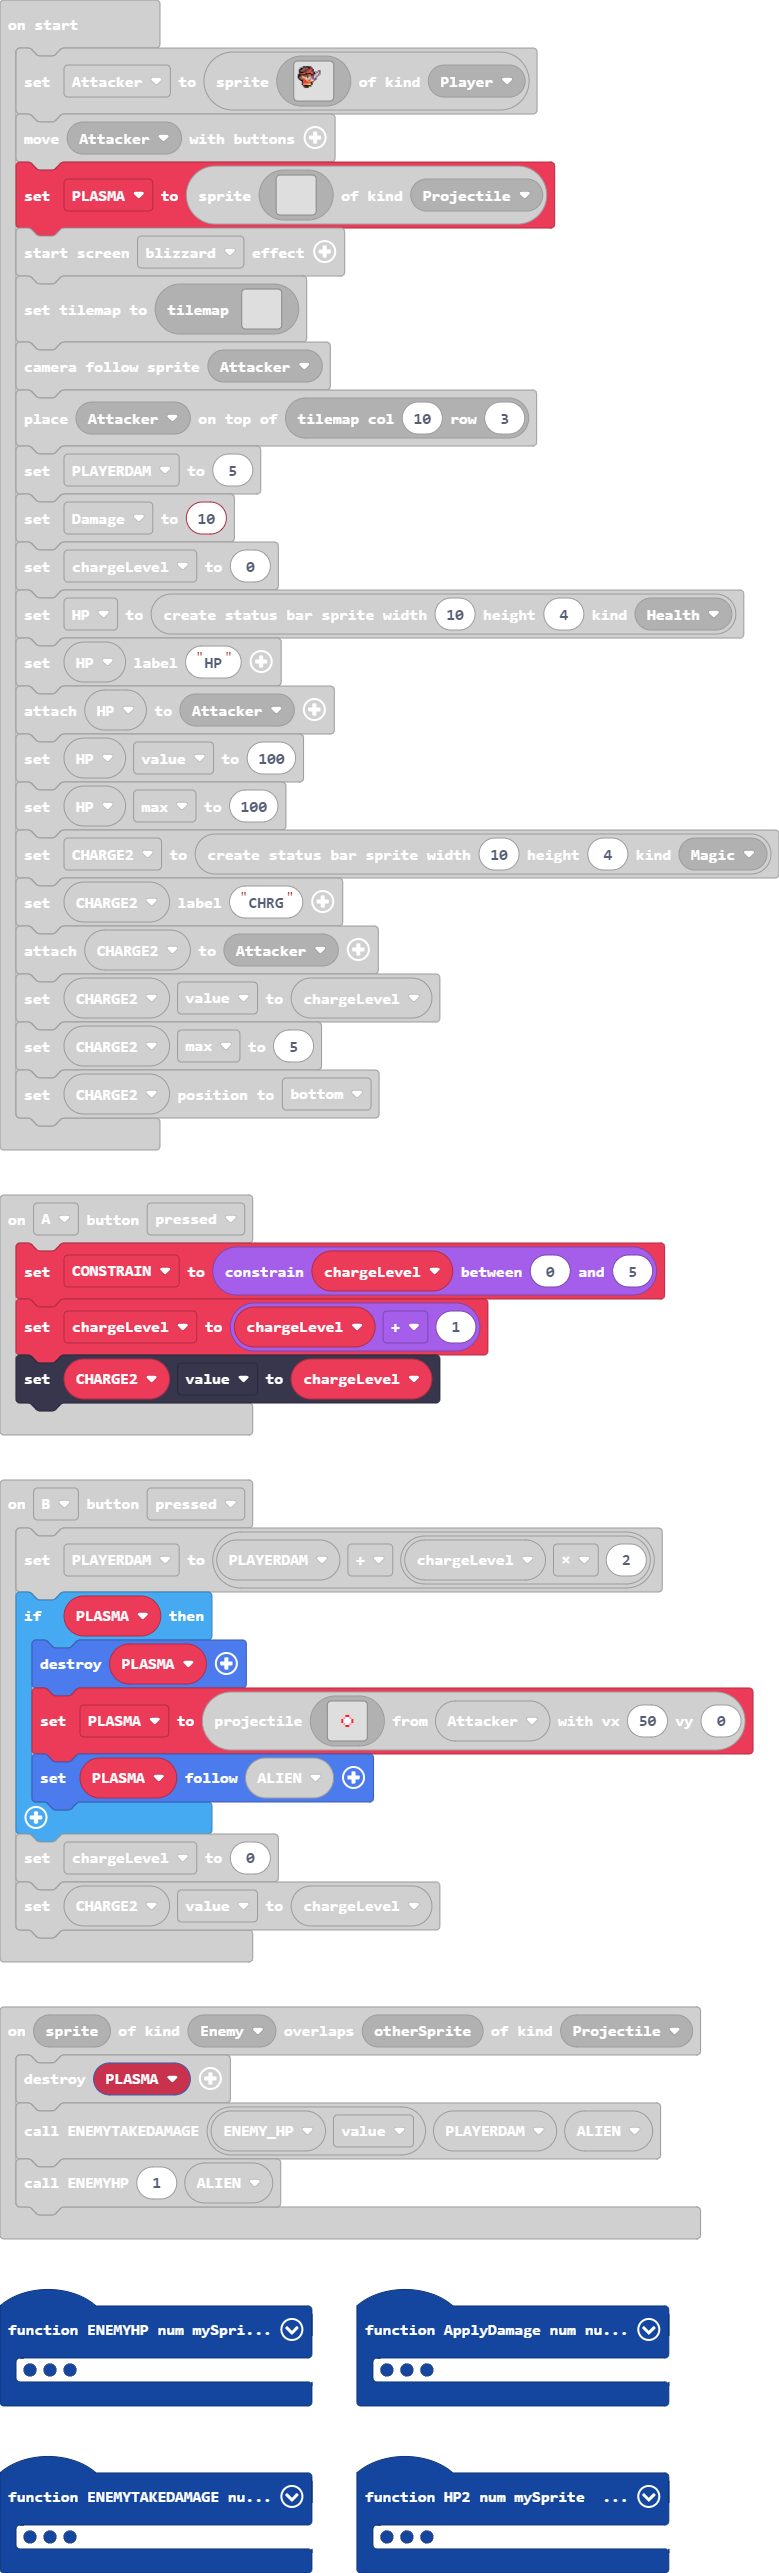 on start
set Attacker to sprite of kind Player
move Attacker with buttons
set PLASMA to sprite of kind Projectile
start screen blizzard effect
set tilemap to tilemap
camera follow sprite Attacker
place Attacker on top of tilemap col 10 row 3
set PLAYERDAM to 5
set Damage to 10
set chargeLevel to 0
set HP to create status bar sprite width 10 height 4 kind Health
set HP label "HP"
attach HP to Attacker
set HP value to 100
set HP max to 100
set CHARGE2 to create status bar sprite width 10 height 4 kind Magic
set CHARGE2 label "CHRG"
attach CHARGE2 to Attacker
set CHARGE2 value to chargeLevel
set CHARGE2 max to 5
set CHARGE2 position to bottom
on A button pressed
set CONSTRAIN to constrain chargeLevel between 0 and 5
set chargeLevel to chargeLevel + 1
set CHARGE2 value to chargeLevel
on B button pressed
set PLAYERDAM to PLAYERDAM + chargeLevel × 2
if PLASMA then
destroy PLASMA
set PLASMA to projectile from Attacker with vx 50 vy 0
set PLASMA follow ALIEN
set chargeLevel to 0
set CHARGE2 value to chargeLevel
on sprite of kind Enemy overlaps otherSprite of kind Projectile
destroy PLASMA
call ENEMYTAKEDAMAGE ENEMY_HP value PLAYERDAM ALIEN
call ENEMYHP 1 ALIEN
function ENEMYHP num mySpri... function ApplyDamage num nu...
function ENEMYTAKEDAMAGE nu... function HP2 num mySprite ...